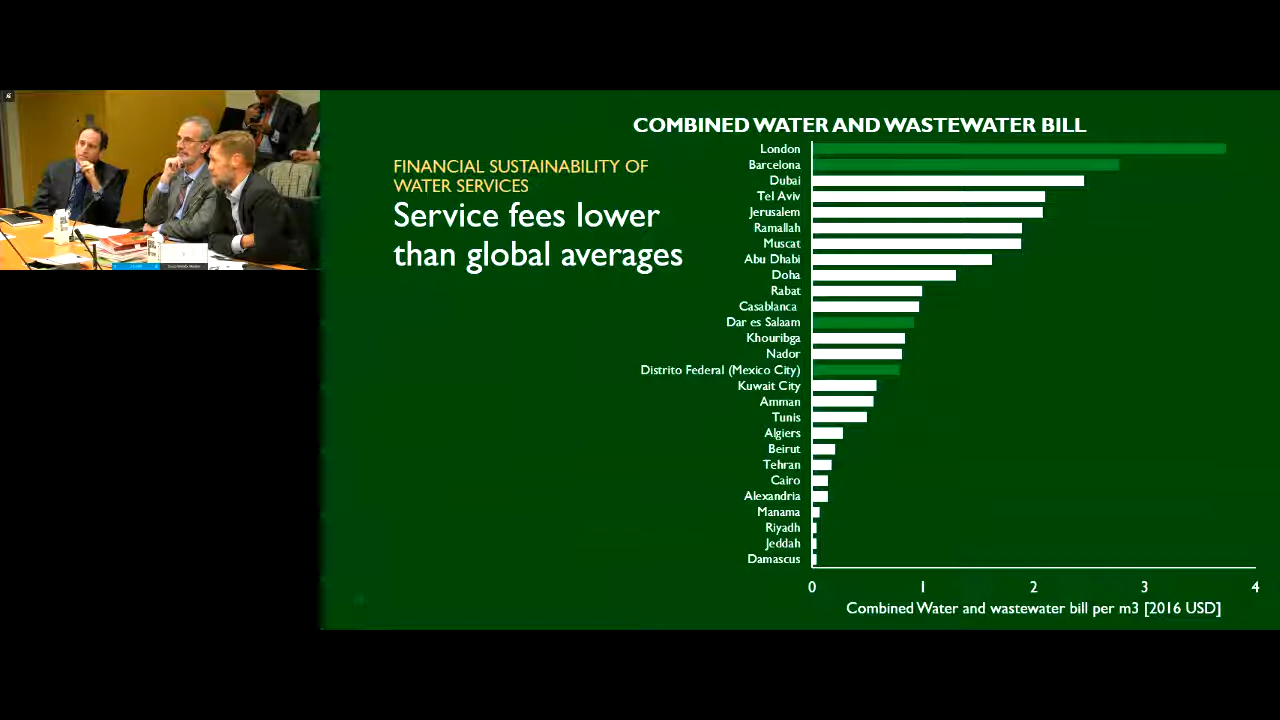 COMBINED WATER AND WASTEWATER BILL
FINANCIAL SUSTAINABILITY OF
WATER SERVICES
Service fees lower
than global averages
London
Barcelona
Dubai
Tel Aviv
Jerusalem
Ramallah
Muscat
Abu Dhabi
Doha
Rabat
Casablanca
Dar es Salaam
Khouribga
Nador
Distrito Federal (Mexico City)
Kuwait City
Amman
Tunis
Algiers
Beirut
Tehran
Cairo
Alexandria
Manama
Riyadh
Jeddah
Damascus
0 1 2 3 4
Combined Water and wastewater bill per m3 [2016 USD]